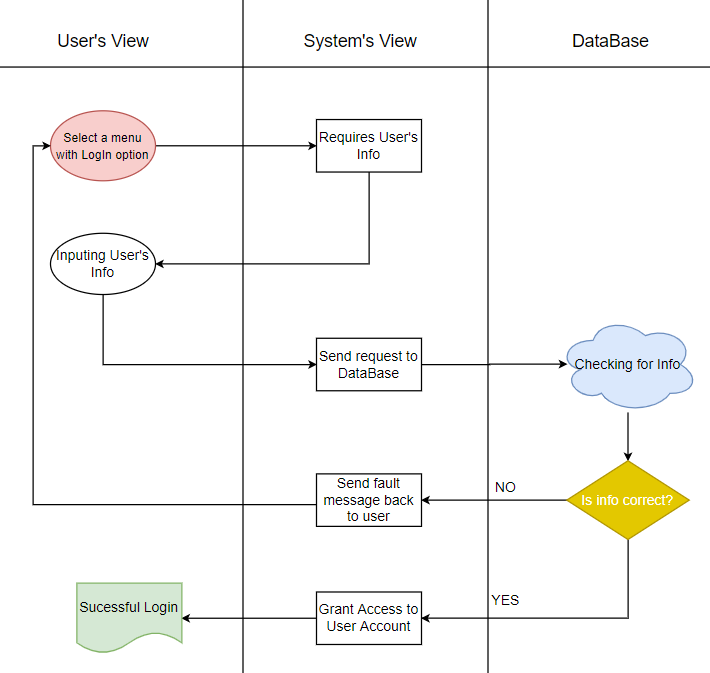 User's View
System's View
DataBase
Select a menu
with LogIn option
Requires User's
Info
Inputing User's
Info
Send request to
DataBase
Checking for Info
Send fault
message back
to user
NO
Is info correct?
Sucessful Login
Grant Access to
User Account
YES